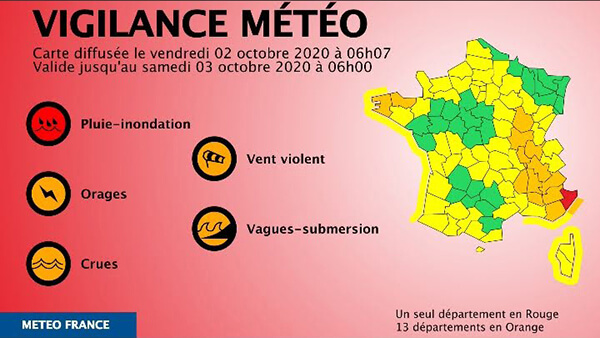 VIGILANCE MÉTÉO
Carte diffusée le vendredi 02 octobre 2020 à 06h07
Valide jusqu'au samedi 03 octobre 2020 à 06h00
Pluie-inondation
Vent violent
Orages
Vagues-submersion
Crues
Un seul département en Rouge
13 départements en Orange
METEO FRANCE